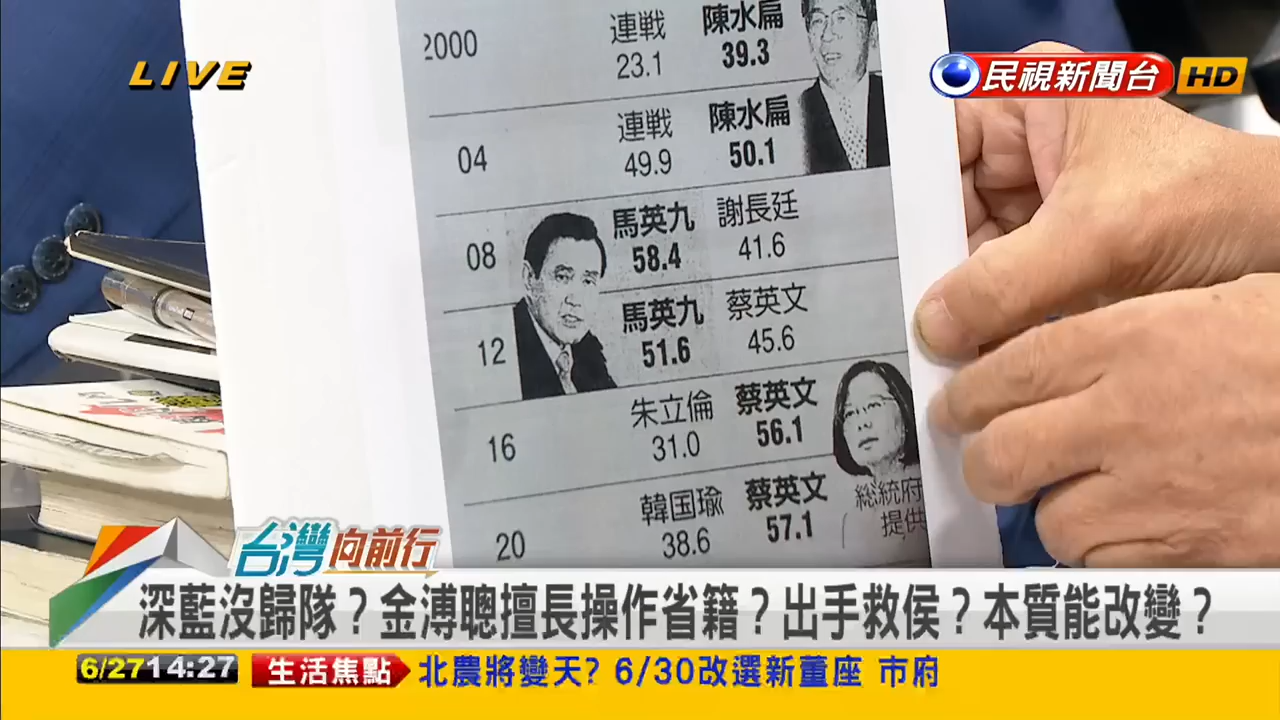 LIVE
民視新聞台 HD
2000 連戦 23.1 陳水扁 39.3
04 連戦 49.9 陳水扁 50.1
08 馬英九 58.4 謝長廷 41.6
12 馬英九 51.6 蔡英文 45.6
16 朱立倫 31.0 蔡英文 56.1
20 韓国瑜 38.6 蔡英文 57.1
総統府
提供
台灣向前行
深藍沒歸隊？金溥聰擅長操作省籍？出手救侯？本質能改變？
6/27 14:27 生活焦點 北農將變天? 6/30改選新董座 市府